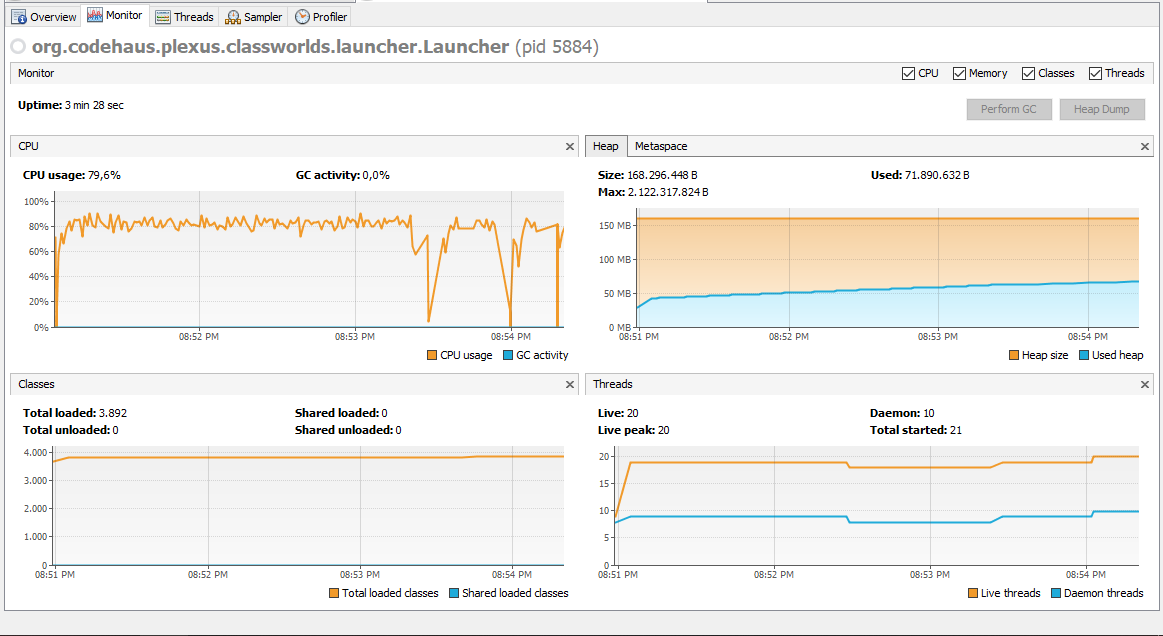 Overview Monitor Threads Sampler Profiler
org.codehaus.plexus.classworlds.launcher.Launcher (pid 5884)
Monitor CPU Memory Classes Threads
Uptime: 3 min 28 sec
Perform GC Heap Dump
CPU
CPU usage: 79,6% GC activity: 0,0%
100%
80%
60%
40%
20%
0%
08:52 PM 08:53 PM 08:54 PM
CPU usage GC activity
Heap Metaspace
Size: 168.296.448 B Used: 71.890.632 B
Max: 2.122.317.824 B
150 MB
100 MB
50 MB
0 MB
08:51 PM 08:52 PM 08:53 PM 08:54 PM
Heap size Used heap
Classes
Total loaded: 3.892 Shared loaded: 0
Total unloaded: 0 Shared unloaded: 0
4.000
3.000
2.000
1.000
0
08:51 PM 08:52 PM 08:53 PM 08:54 PM
Total loaded classes Shared loaded classes
Threads
Live: 20 Daemon: 10
Live peak: 20 Total started: 21
20
15
10
5
0
08:51 PM 08:52 PM 08:53 PM 08:54 PM
Live threads Daemon threads